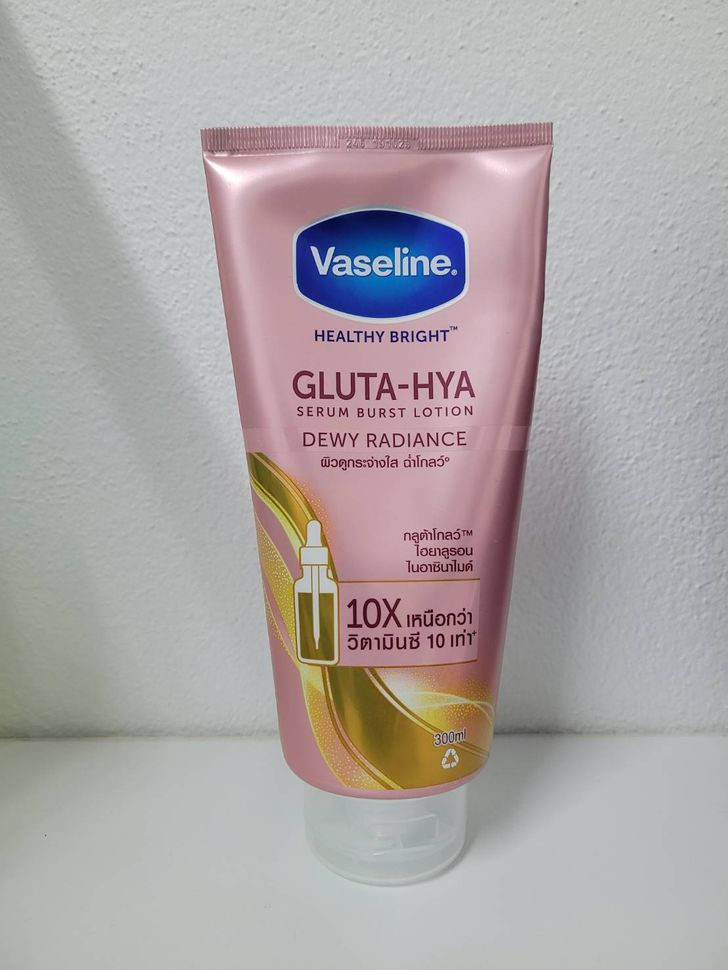 Vaseline®
HEALTHY BRIGHT™
GLUTA-HYA
SERUM BURST LOTION
DEWY RADIANCE
ผิวดูกระจ่างใส ฉ่ำโกลว์°
กลูต้าโกลว์™
ไฮยาลูรอน
ไนอาซินาไมด์
10X เหนือกว่า
วิตามินซี 10 เท่า⁺
300ml